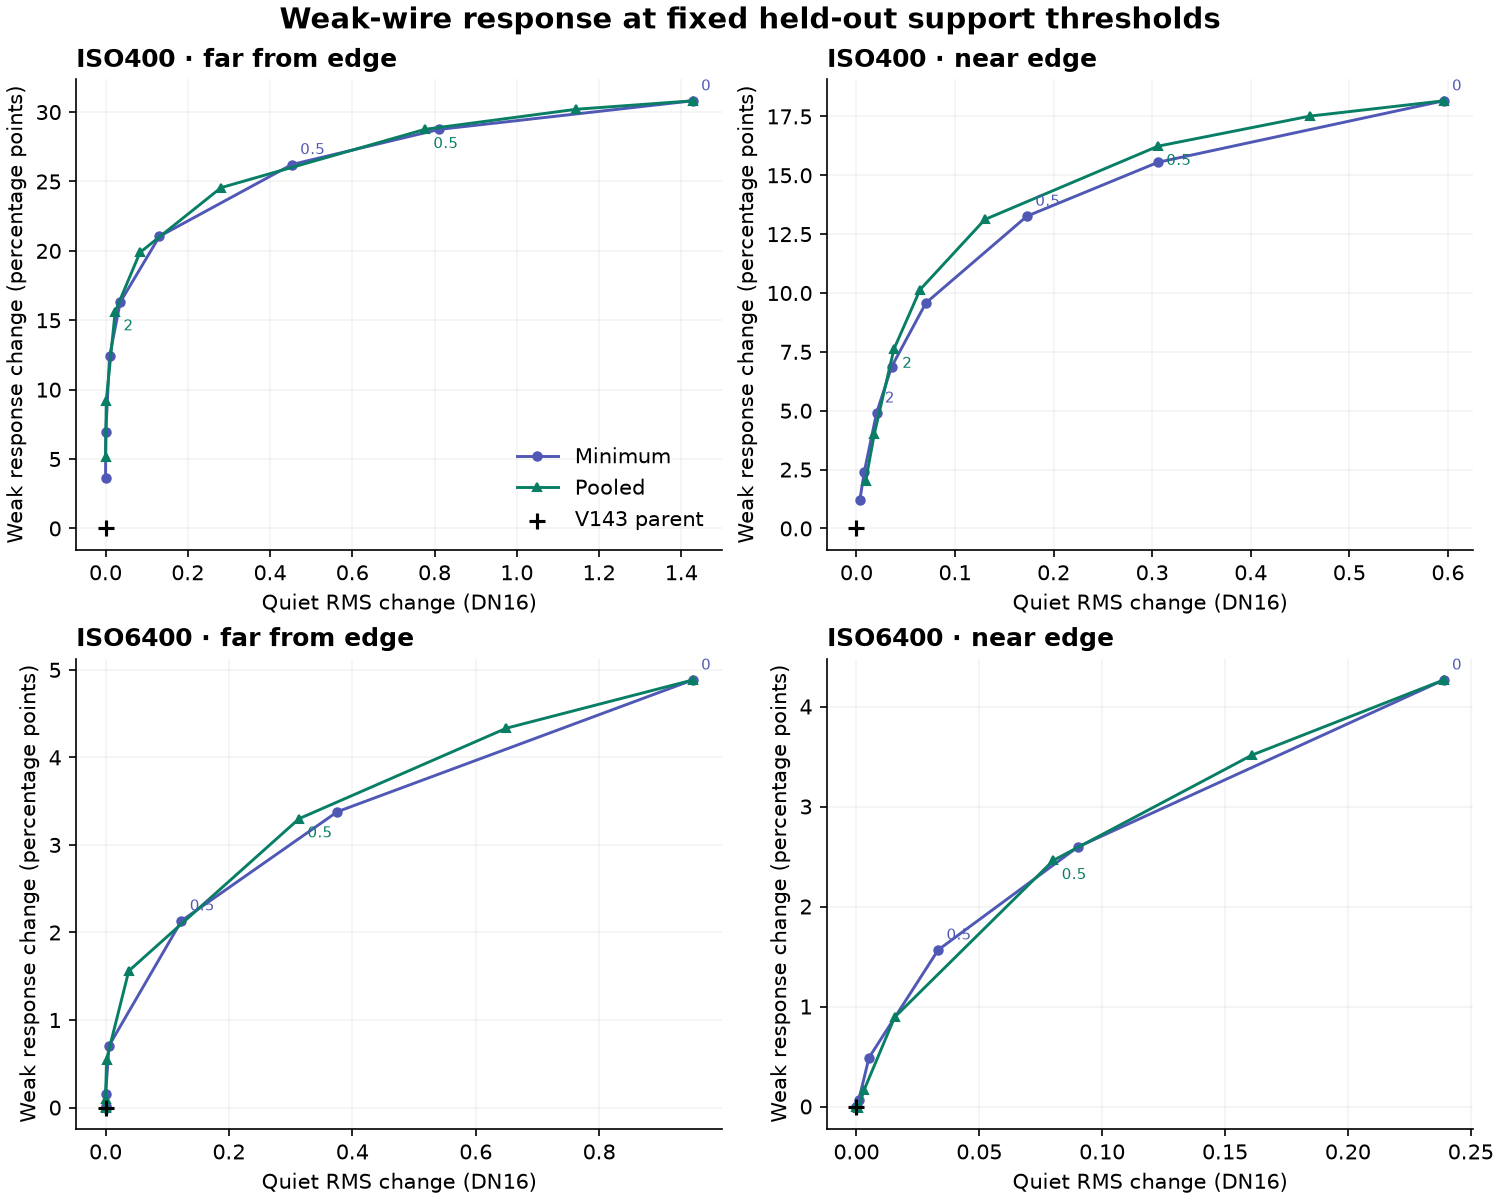 Weak-wire response at fixed held-out support thresholds
ISO400 · far from edge
Weak response change (percentage points)
30
25
20
15
10
5
0
0
0.5
0.5
2
Minimum
Pooled
V143 parent
0.0 0.2 0.4 0.6 0.8 1.0 1.2 1.4
Quiet RMS change (DN16)
ISO400 · near edge
Weak response change (percentage points)
17.5
15.0
12.5
10.0
7.5
5.0
2.5
0.0
0
0.5
0.5
2
2
0.0 0.1 0.2 0.3 0.4 0.5 0.6
Quiet RMS change (DN16)
ISO6400 · far from edge
Weak response change (percentage points)
5
4
3
2
1
0
0
0.5
0.5
0.0 0.2 0.4 0.6 0.8
Quiet RMS change (DN16)
ISO6400 · near edge
Weak response change (percentage points)
4
3
2
1
0
0
0.5
0.5
0.00 0.05 0.10 0.15 0.20 0.25
Quiet RMS change (DN16)